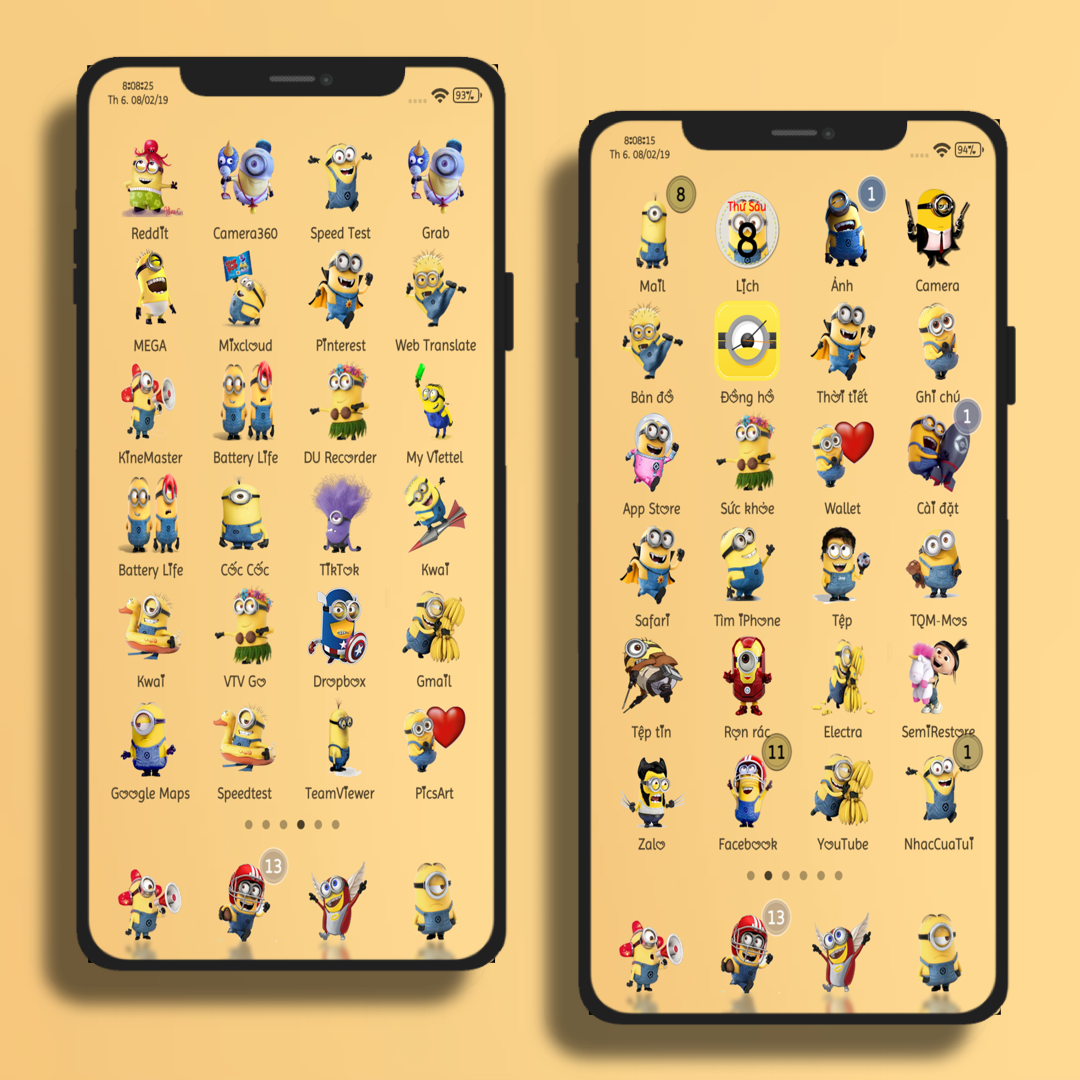 8:08:25
Th 6. 08/02/19
93%
Reddit
Camera360
Speed Test
Grab
MEGA
Mixcloud
Pinterest
Web Translate
KineMaster
Battery Life
DU Recorder
My Viettel
Battery Life
Cốc Cốc
TikTok
Kwai
Kwai
VTV Go
Dropbox
Gmail
Google Maps
Speedtest
TeamViewer
PicsArt
13
8:08:15
Th 6. 08/02/19
94%
8
Thứ Sáu
8
1
Mail
Lịch
Ảnh
Camera
Bản đồ
Đồng hồ
Thời tiết
Ghi chú
1
App Store
Sức khỏe
Wallet
Cài đặt
Safari
Tìm iPhone
Tệp
TQM-Mos
Tệp tin
Rọn rác
Electra
SemiRestore
11
1
Zalo
Facebook
YouTube
NhacCuaTui
13